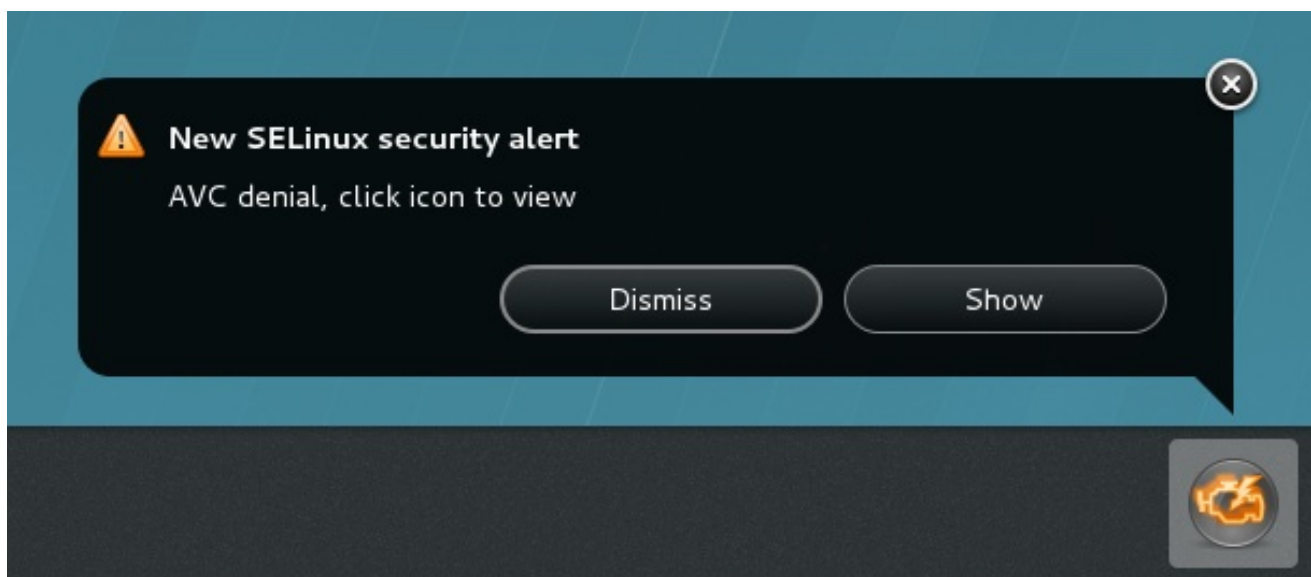 New SELinux security alert
AVC denial, click icon to view
Dismiss
Show